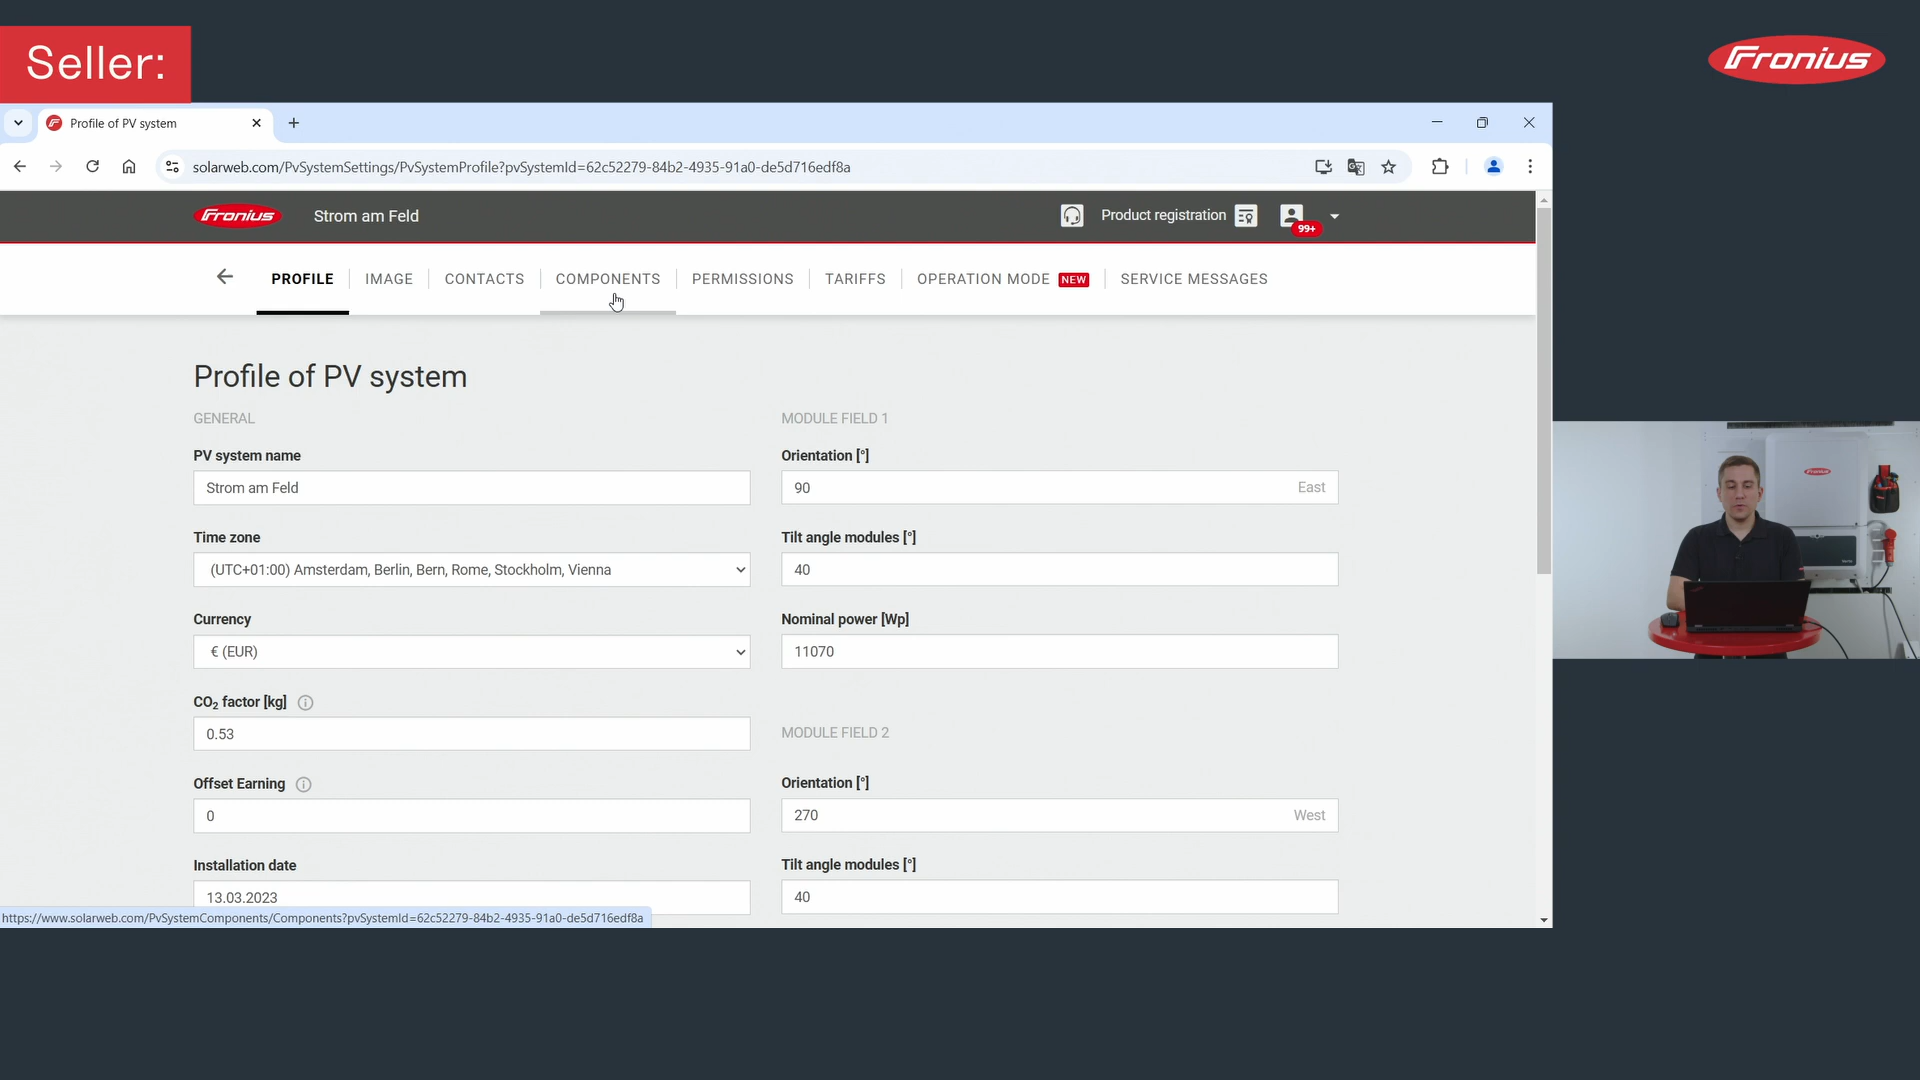 Seller:
Fronius
Profile of PV system
solarweb.com/PvSystemSettings/PvSystemProfile?pvSystemId=62c52279-84b2-4935-91a0-de5d716edf8a
Fronius
Strom am Feld
Product registration
99+
PROFILE
IMAGE
CONTACTS
COMPONENTS
PERMISSIONS
TARIFFS
OPERATION MODE NEW
SERVICE MESSAGES
Profile of PV system
GENERAL
PV system name
Strom am Feld
Time zone
(UTC+01:00) Amsterdam, Berlin, Bern, Rome, Stockholm, Vienna
Currency
€ (EUR)
CO₂ factor [kg]
0.53
Offset Earning
0
Installation date
13.03.2023
MODULE FIELD 1
Orientation [°]
90 East
Tilt angle modules [°]
40
Nominal power [Wp]
11070
MODULE FIELD 2
Orientation [°]
270 West
Tilt angle modules [°]
40
https://www.solarweb.com/PvSystemComponents/Components?pvSystemId=62c52279-84b2-4935-91a0-de5d716edf8a
Fronius